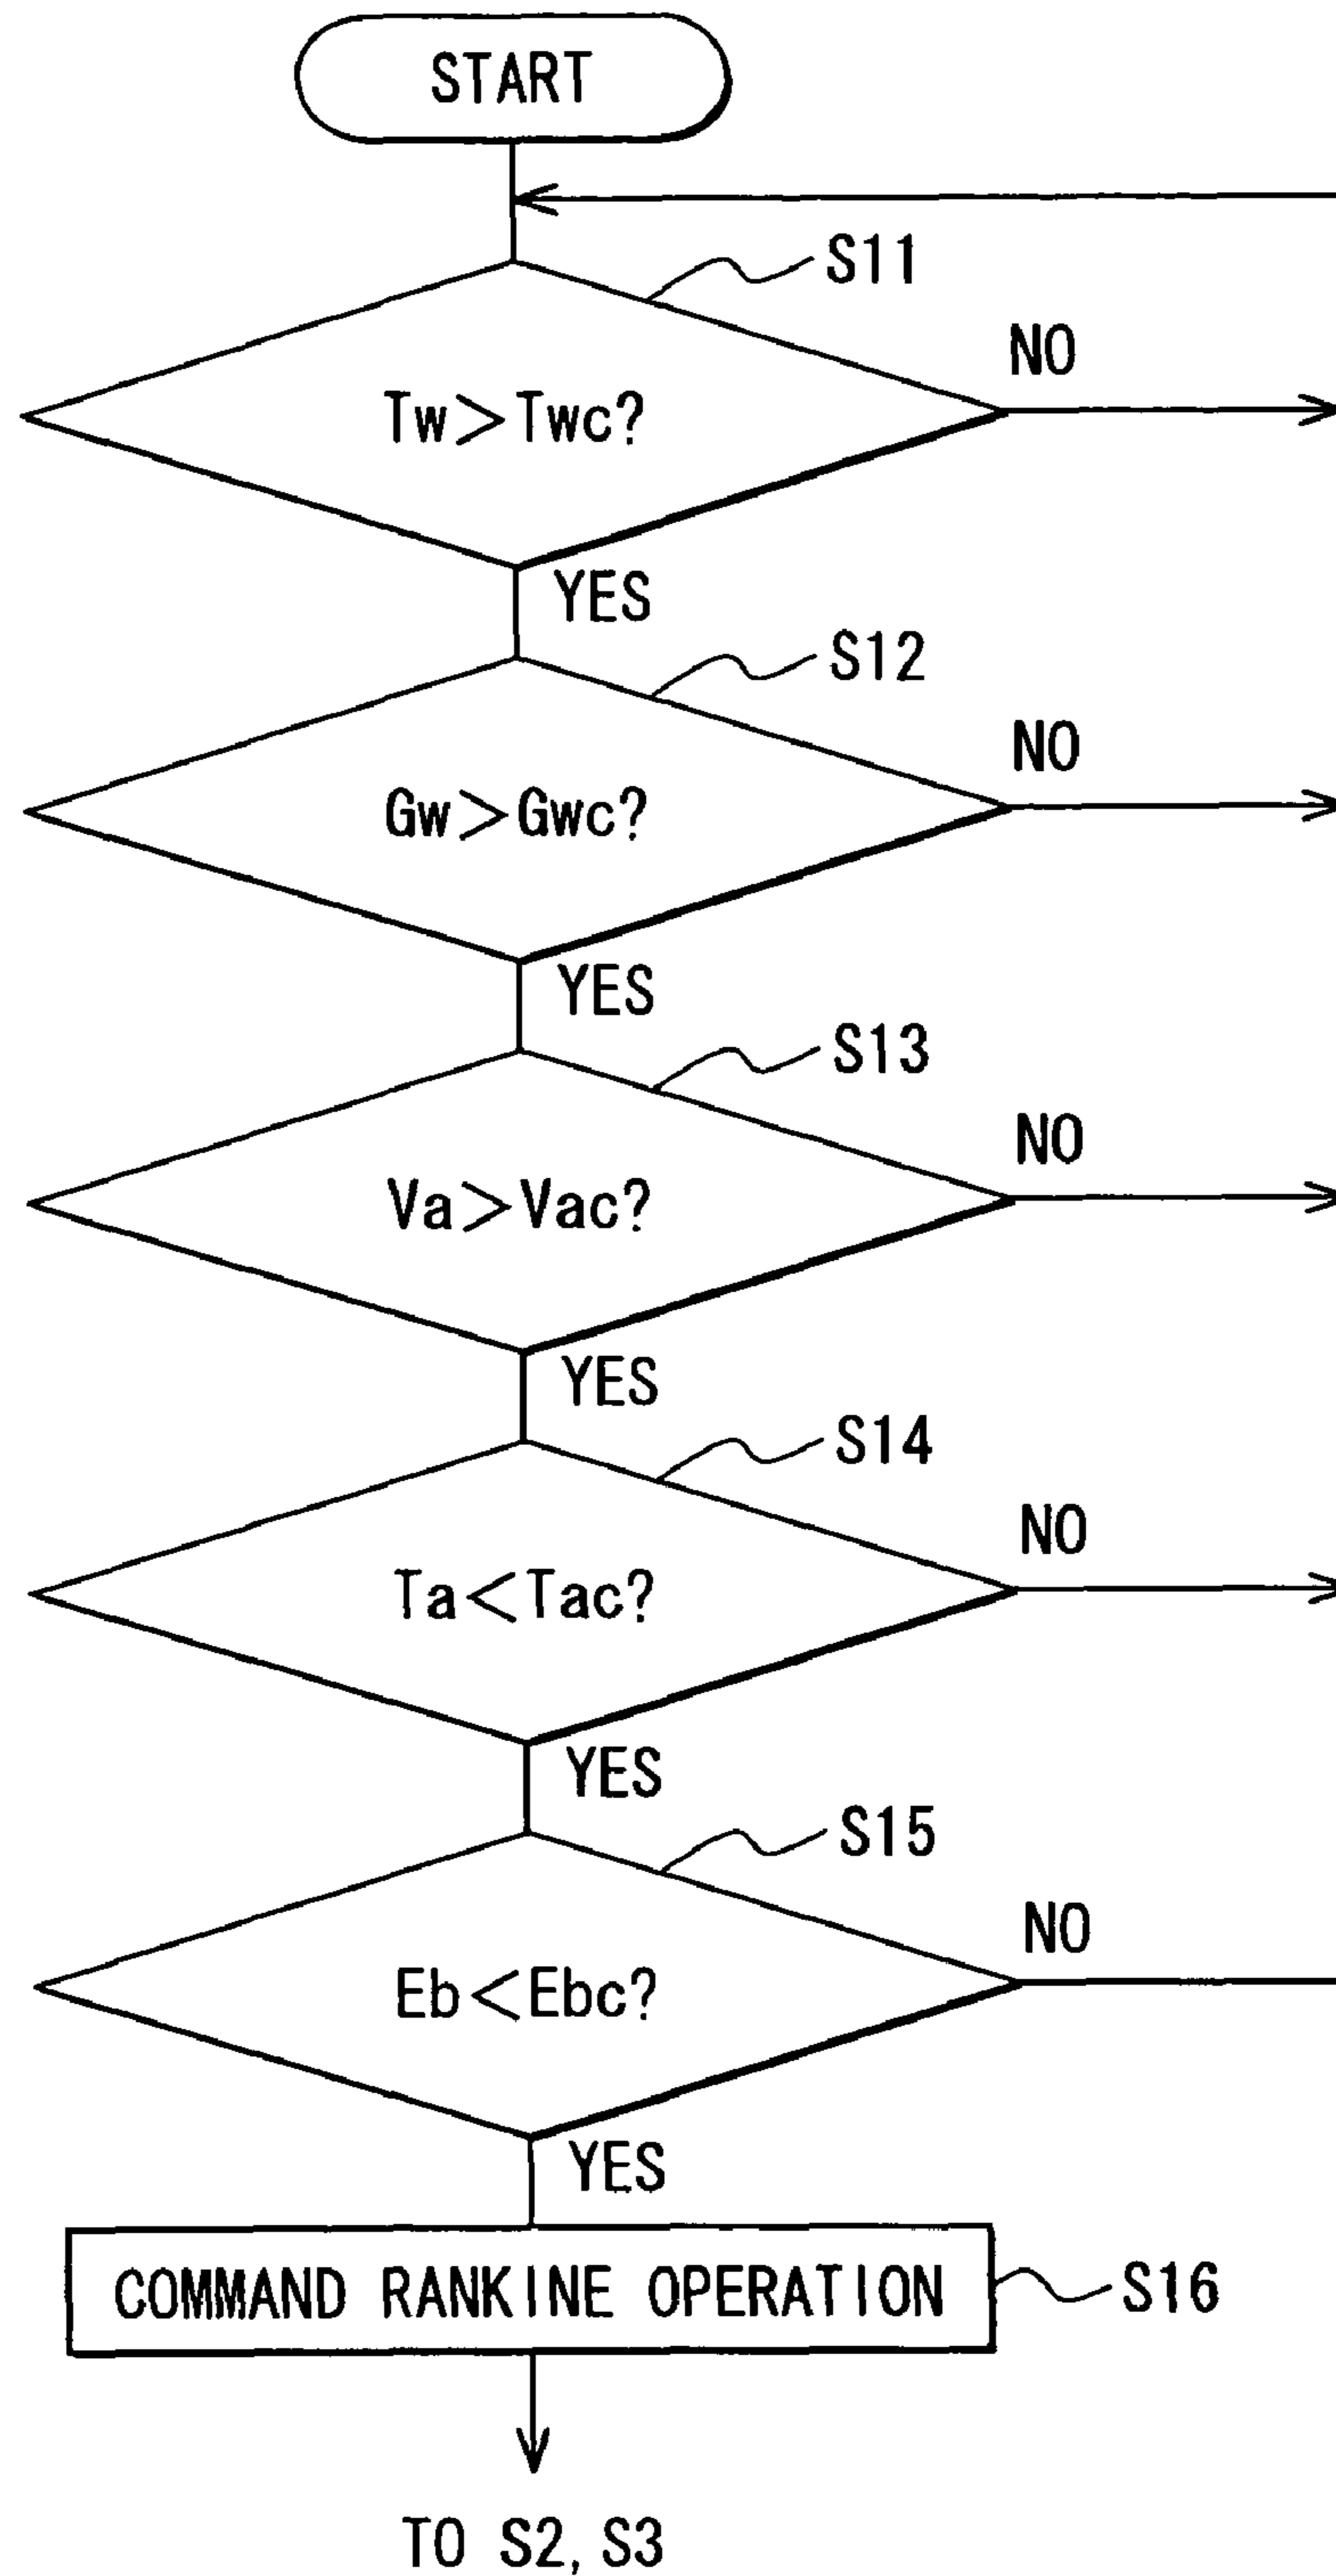 START
S11
NO
Tw>Twc?
YES
S12
NO
Gw>Gwc?
YES
S13
NO
Va>Vac?
YES
S14
NO
Ta<Tac?
YES
S15
NO
Eb<Ebc?
YES
COMMAND RANKINE OPERATION
S16
TO S2, S3